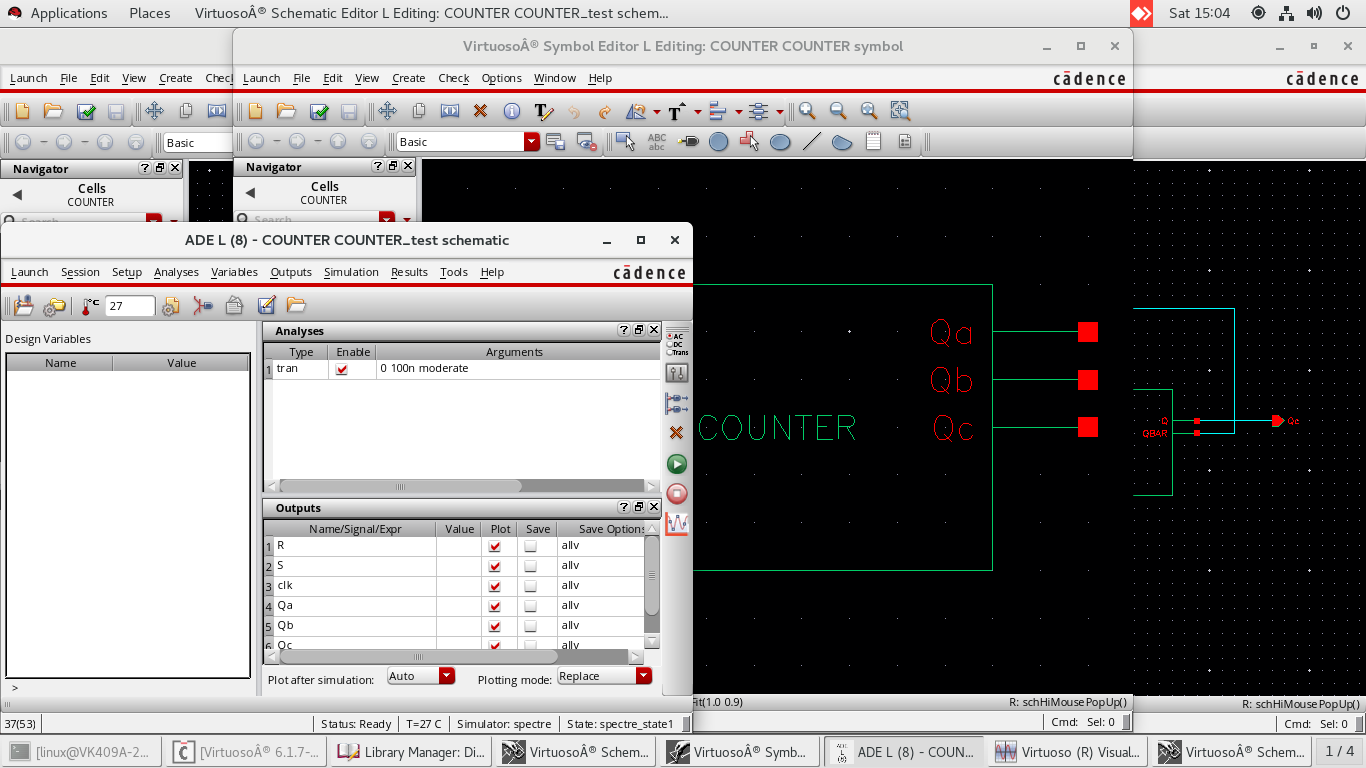 Applications Places VirtuosoÂ® Schematic Editor L Editing: COUNTER COUNTER_test schem... Sat 15:04
VirtuosoÂ® Symbol Editor L Editing: COUNTER COUNTER symbol
Launch File Edit View Create Chec
Launch File Edit View Create Check Options Window Help cādence
cādence
Basic
Basic
ABC
abc
Navigator
Cells
COUNTER
Search
Navigator
Cells
COUNTER
Search
ADE L (8) - COUNTER COUNTER_test schematic
Launch Session Setup Analyses Variables Outputs Simulation Results Tools Help cādence
°C 27
Design Variables
Name Value
Analyses
Type Enable Arguments
1 tran 0 100n moderate
AC
DC
Trans
Outputs
Name/Signal/Expr Value Plot Save Save Options
1 R allv
2 S allv
3 clk allv
4 Qa allv
5 Qb allv
6 Qc allv
Plot after simulation: Auto Plotting mode: Replace
>
37(53) Status: Ready T=27 C Simulator: spectre State: spectre_state1
Qa
Qb
COUNTER Qc
Q
QBAR
Qc
Fit(1.0 0.9) R: schHiMousePopUp()
Cmd: Sel: 0
R: schHiMousePopUp()
Cmd: Sel: 0
[linux@VK409A-2... [VirtuosoÂ® 6.1.7-... Library Manager: Di... VirtuosoÂ® Schem... VirtuosoÂ® Symb... ADE L (8) - COUN... Virtuoso (R) Visual... VirtuosoÂ® Schem... 1 / 4